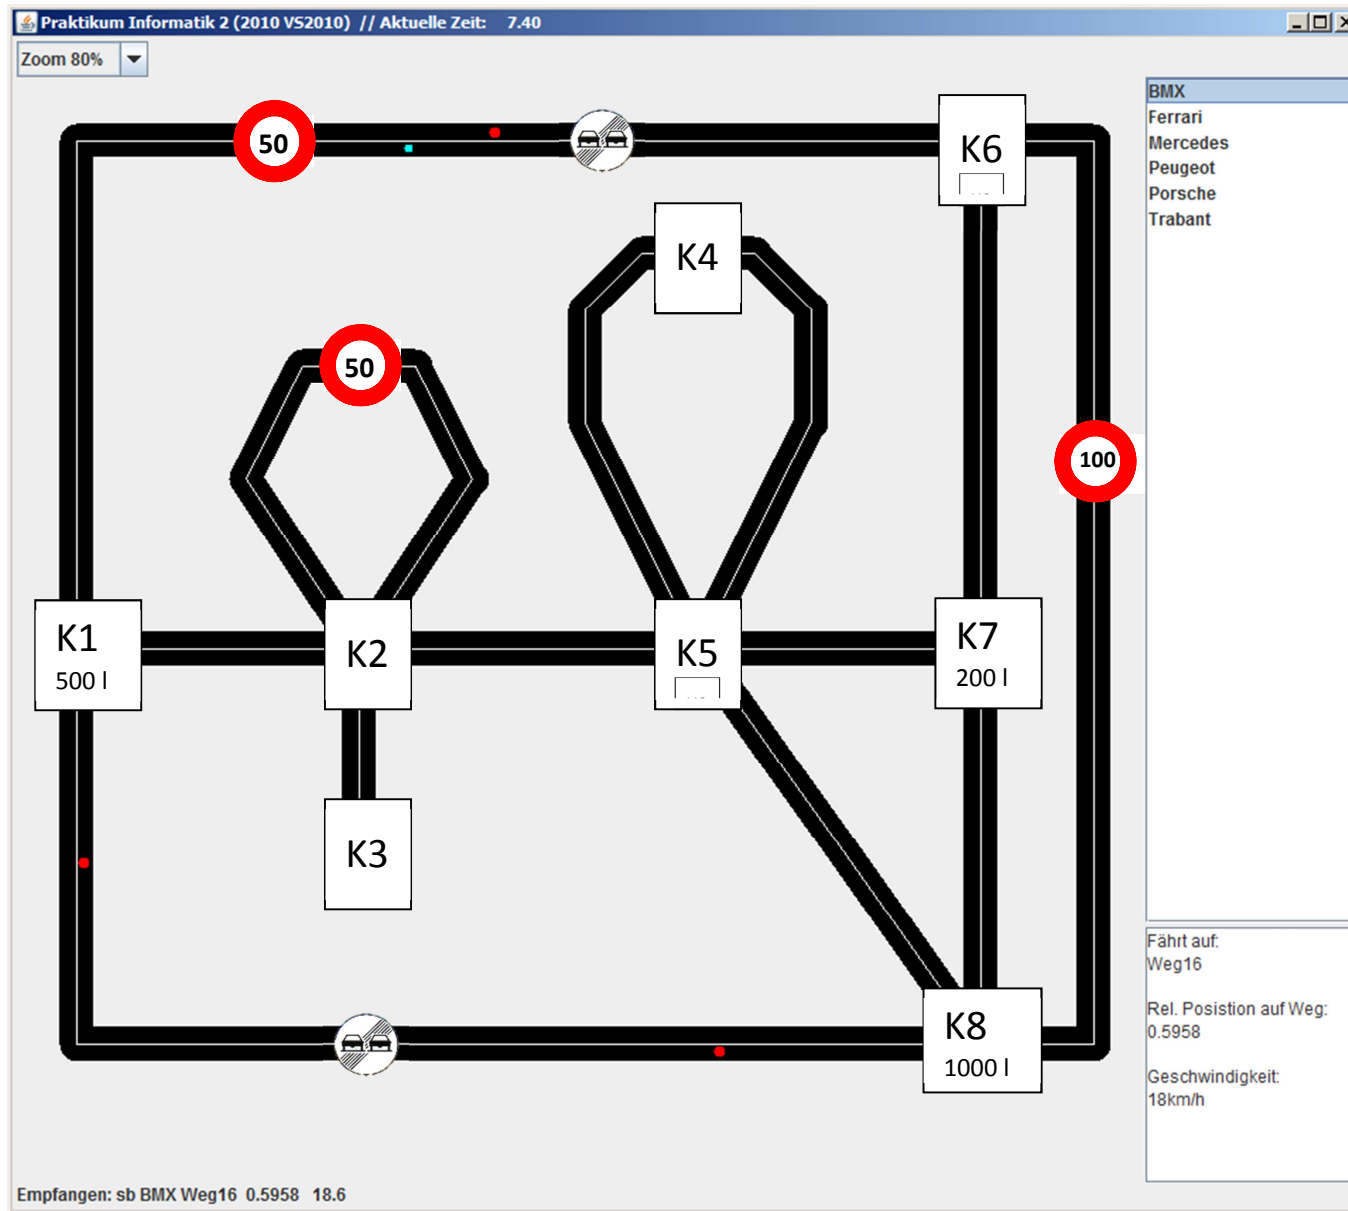 Praktikum Informatik 2 (2010 VS2010) // Aktuelle Zeit: 7.40
Zoom 80%
BMX
Ferrari
Mercedes
Peugeot
Porsche
Trabant
50
K6
K4
50
100
K1
500 l
K2
K5
K7
200 l
K3
K8
1000 l
Fährt auf:
Weg16
Rel. Posistion auf Weg:
0.5958
Geschwindigkeit:
18km/h
Empfangen: sb BMX Weg16 0.5958 18.6